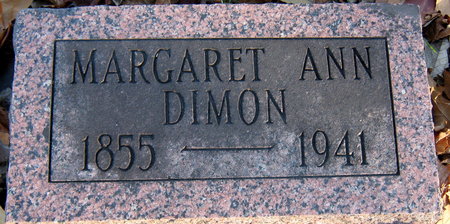 MARGARET ANN
DIMON
1855 — 1941